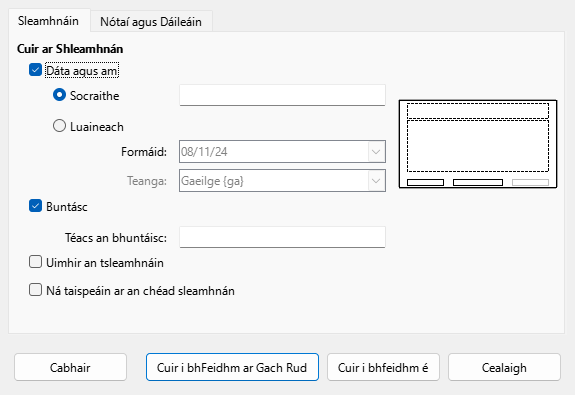 Sleamhnáin
Nótaí agus Dáileáin
Cuir ar Shleamhnán
Dáta agus am
Socraithe
Luaineach
Formáid:
08/11/24
Teanga:
Gaeilge {ga}
Buntásc
Téacs an bhuntáisc:
Uimhir an tsleamhnáin
Ná taispeáin ar an chéad sleamhnán
Cabhair
Cuir i bhFeidhm ar Gach Rud
Cuir i bhfeidhm é
Cealaigh